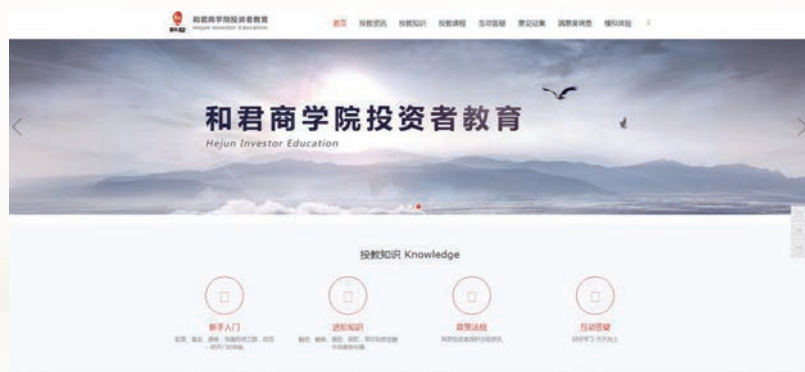 和君
和君商学院投资者教育
Hejun Investor Education
首页 投教资讯 投教知识 投教课程 互动答疑 意见征集 满意度调查 模拟体验
和君商学院投资者教育
Hejun Investor Education
投教知识 Knowledge
新手入门 进阶知识 政策法规 互动答疑